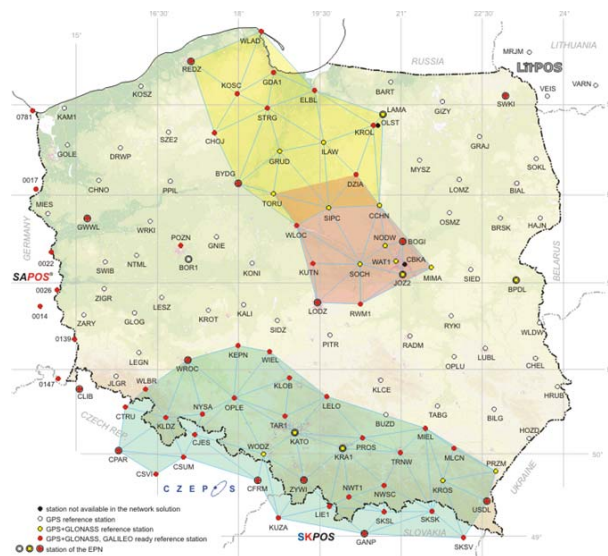 15°
16°30'
18°
19°30'
21°
22°30'
24°
WLAD
MRJM
LITHUANIA
REDZ
RUSSIA
LitPOS
KOSZ
KOSC
GDA1
ELBL
BART
VEIS
VARN
SWKI
0781
KAM1
STRG
LAMA
GIZY
OLST
KROL
SZE2
CHOJ
GOLE
DRWP
GRUD
ILAW
GRAJ
MYSZ
SOKL
0017
CHNO
PPIL
BYDG
DZIA
LOMZ
BIAL
MIES
TORU
SIPC
CCHN
GWWL
WRKI
WLOC
OSMZ
BRSK
HAJN
GERMANY
POZN
GNIE
NODW
BOGI
BELARUS
0022
NTML
BOR1
KONI
KUTN
SOCH
WAT1
CBKA
SAPOS®
SWIB
JOZ2
MIMA
SIED
BPDL
0026
ZIGR
0014
LESZ
KROT
KALI
LODZ
RWM1
ZARY
GLOG
SIDZ
RYKI
0139
PITR
RADM
WLDW
LEGN
KEPN
WIEL
LUBL
OPLU
CHEL
WROC
0147
JLGR
WLBR
KLOB
KLCE
CLIB
HRUB
OPLE
LELO
CTRU
NYSA
TABG
BILG
CZECH REP
KLDZ
TAR1
BUZD
MIEL
HOZD
CJES
KATO
PROS
CPAR
WODZ
KRA1
TRNW
MLCN
50°
CSUM
PRZM
CSVI
UKRAINE
CZEPOS
CFRM
ZYWI
NWT1
NWSC
KROS
USDL
station not available in the network solution
GPS reference station
LIE1
SKSL
SKSK
GPS+GLONASS reference station
KUZA
GPS+GLONASS, GALILEO ready reference station
SKPOS
GANP
SLOVAKIA
SKSV
49°
station of the EPN